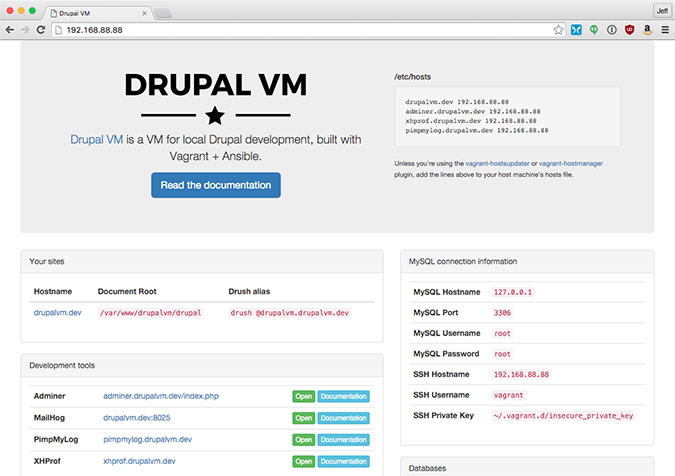 Drupal VM
Jeff
192.168.88.88
DRUPAL VM
Drupal VM is a VM for local Drupal development, built with
Vagrant + Ansible.
Read the documentation
/etc/hosts
drupalvm.dev 192.168.88.88
adminer.drupalvm.dev 192.168.88.88
xhprof.drupalvm.dev 192.168.88.88
pimpmylog.drupalvm.dev 192.168.88.88
Unless you're using the vagrant-hostsupdater or vagrant-hostmanager
plugin, add the lines above to your host machine's hosts file.
Your sites
Hostname Document Root Drush alias
drupalvm.dev /var/www/drupalvm/drupal drush @drupalvm.drupalvm.dev
Development tools
Adminer adminer.drupalvm.dev/index.php Open Documentation
MailHog drupalvm.dev:8025 Open Documentation
PimpMyLog pimpmylog.drupalvm.dev Open Documentation
XHProf xhprof.drupalvm.dev Open Documentation
MySQL connection information
MySQL Hostname 127.0.0.1
MySQL Port 3306
MySQL Username root
MySQL Password root
SSH Hostname 192.168.88.88
SSH Username vagrant
SSH Private Key ~/.vagrant.d/insecure_private_key
Databases